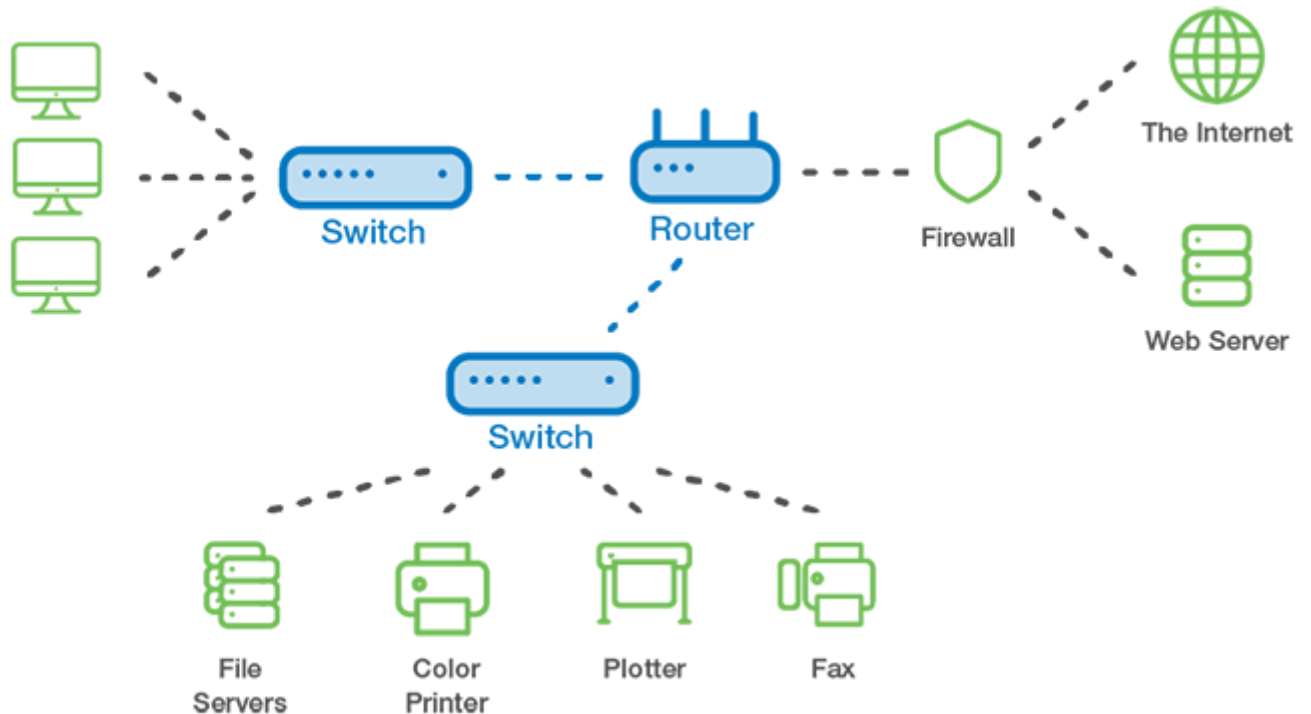 The Internet
Switch
Router
Firewall
Web Server
Switch
File
Servers
Color
Printer
Plotter
Fax